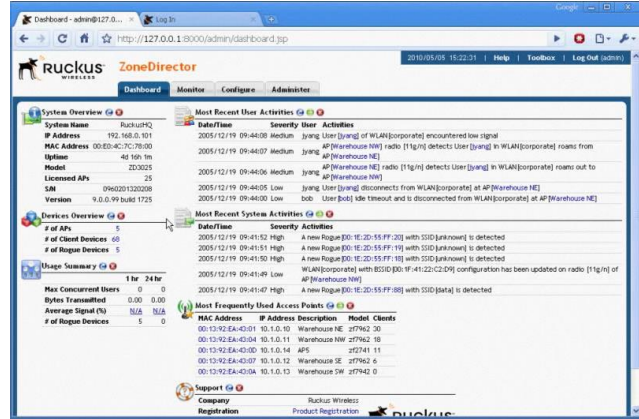 Google
Dashboard - admin@127.0...
Log In
http://127.0.0.1:8000/admin/dashboard.jsp
2010/05/05 15:22:31 | Help | Toolbox | Log Out (admin)
RUCKUS WIRELESS
ZoneDirector
Dashboard Monitor Configure Administer
System Overview
System Name RuckusHQ
IP Address 192.168.0.101
MAC Address 00:E0:4C:7C:78:00
Uptime 4d 16h 1m
Model ZD3025
Licensed APs 25
S/N 0960201320208
Version 9.0.0.99 build 1725
Devices Overview
# of APs 5
# of Client Devices 68
# of Rogue Devices 5
Usage Summary
1 hr 24 hr
Max Concurrent Users 0 0
Bytes Transmitted 0.00 0.00
Average Signal (%) N/A N/A
# of Rogue Devices 5 0
Most Recent User Activities
Date/Time Severity User Activities
2005/12/19 09:44:08 Medium jyang User [jyang] of WLAN[corporate] encountered low signal
2005/12/19 09:44:07 Medium jyang AP[Warehouse NW] radio [11g/n] detects User[jyang] in WLAN[corporate] roams from AP[Warehouse NE]
2005/12/19 09:44:06 Medium jyang AP[Warehouse NE] radio [11g/n] detects User[jyang] in WLAN[corporate] roams out to AP[Warehouse NW]
2005/12/19 09:44:05 Low jyang User [jyang] disconnects from WLAN[corporate] at AP[Warehouse NE]
2005/12/19 09:44:00 Low bob User [bob] idle timeout and is disconnected from WLAN[corporate] at AP[Warehouse NE]
Most Recent System Activities
Date/Time Severity Activities
2005/12/19 09:41:52 High A new Rogue[00:1E:2D:55:FF:20] with SSID[unknown] is detected
2005/12/19 09:41:51 High A new Rogue[00:1E:2D:55:FF:19] with SSID[unknown] is detected
2005/12/19 09:41:50 High A new Rogue[00:1E:2D:55:FF:18] with SSID[unknown] is detected
2005/12/19 09:41:49 Low WLAN[corporate] with BSSID[00:1F:41:22:C2:D9] configuration has been updated on radio [11g/n] of AP[Warehouse NW]
2005/12/19 09:41:47 High A new Rogue[00:1E:2D:55:FF:88] with SSID[data] is detected
Most Frequently Used Access Points
MAC Address IP Address Description Model Clients
00:13:92:EA:43:01 10.1.0.10 Warehouse NE zf7962 30
00:13:92:EA:43:04 10.1.0.11 Warehouse NW zf7962 18
00:13:92:EA:43:0D 10.1.0.14 AP5 zf2741 11
00:13:92:EA:43:07 10.1.0.12 Warehouse SE zf7962 6
00:13:92:EA:43:0A 10.1.0.13 Warehouse SW zf7942 0
Support
Company Ruckus Wireless
Registration Product Registration
RUCKUS